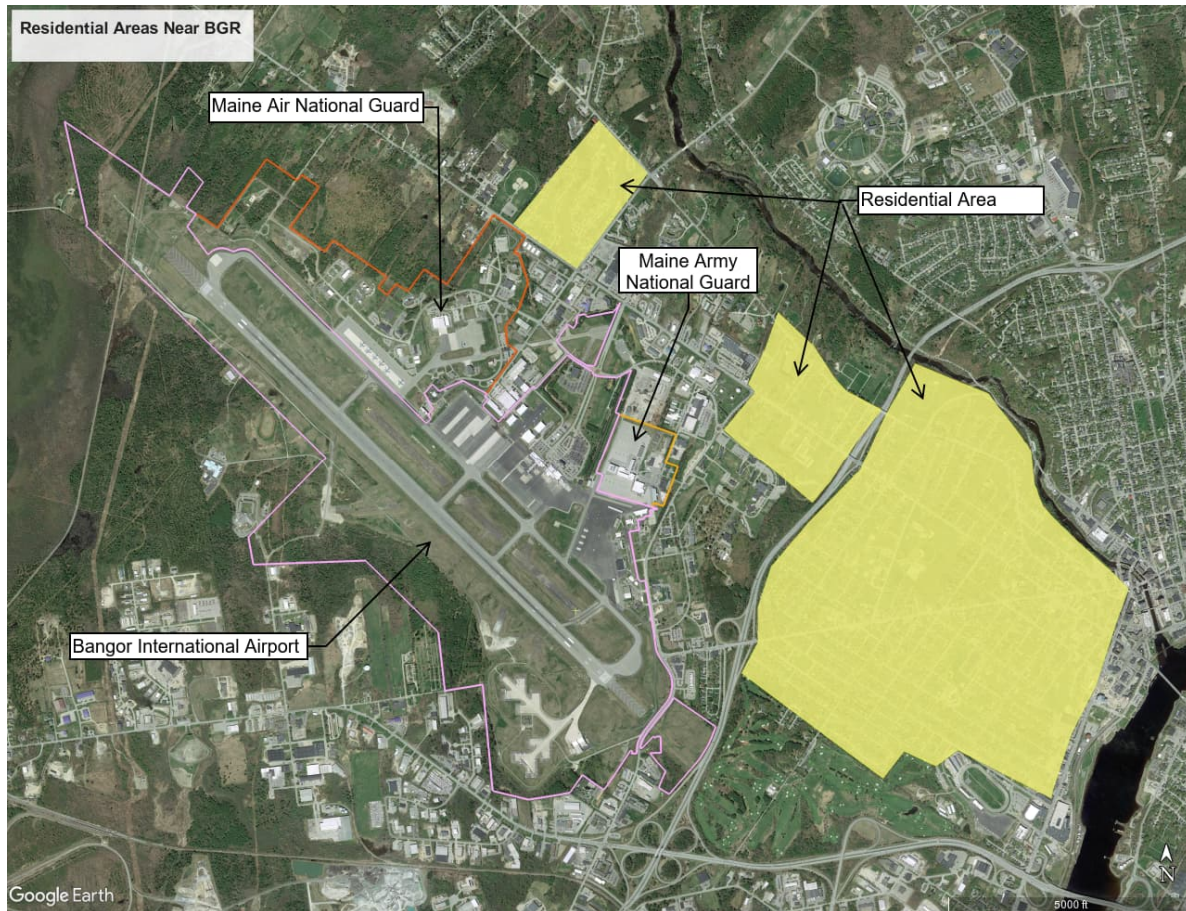 Residential Areas Near BGR
Maine Air National Guard
Residential Area
Maine Army
National Guard
Bangor International Airport
Google Earth
N
5000 ft